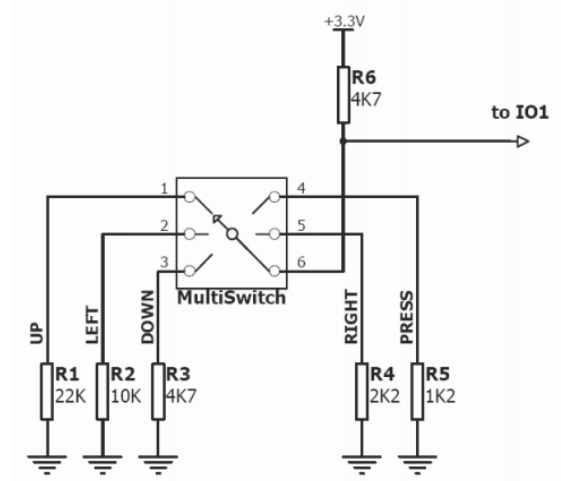 +3.3V
R6
4K7
to IO1
1
2
3
4
5
6
MultiSwitch
UP
LEFT
DOWN
RIGHT
PRESS
R1
22K
R2
10K
R3
4K7
R4
2K2
R5
1K2